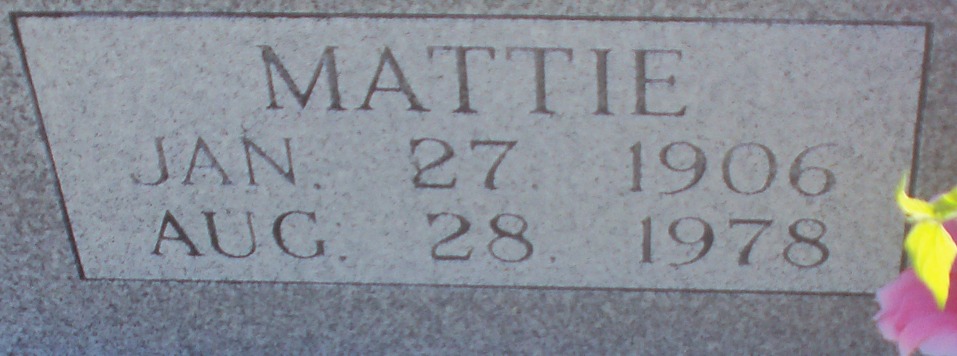 MATTIE
JAN. 27. 1906
AUG. 28. 1978